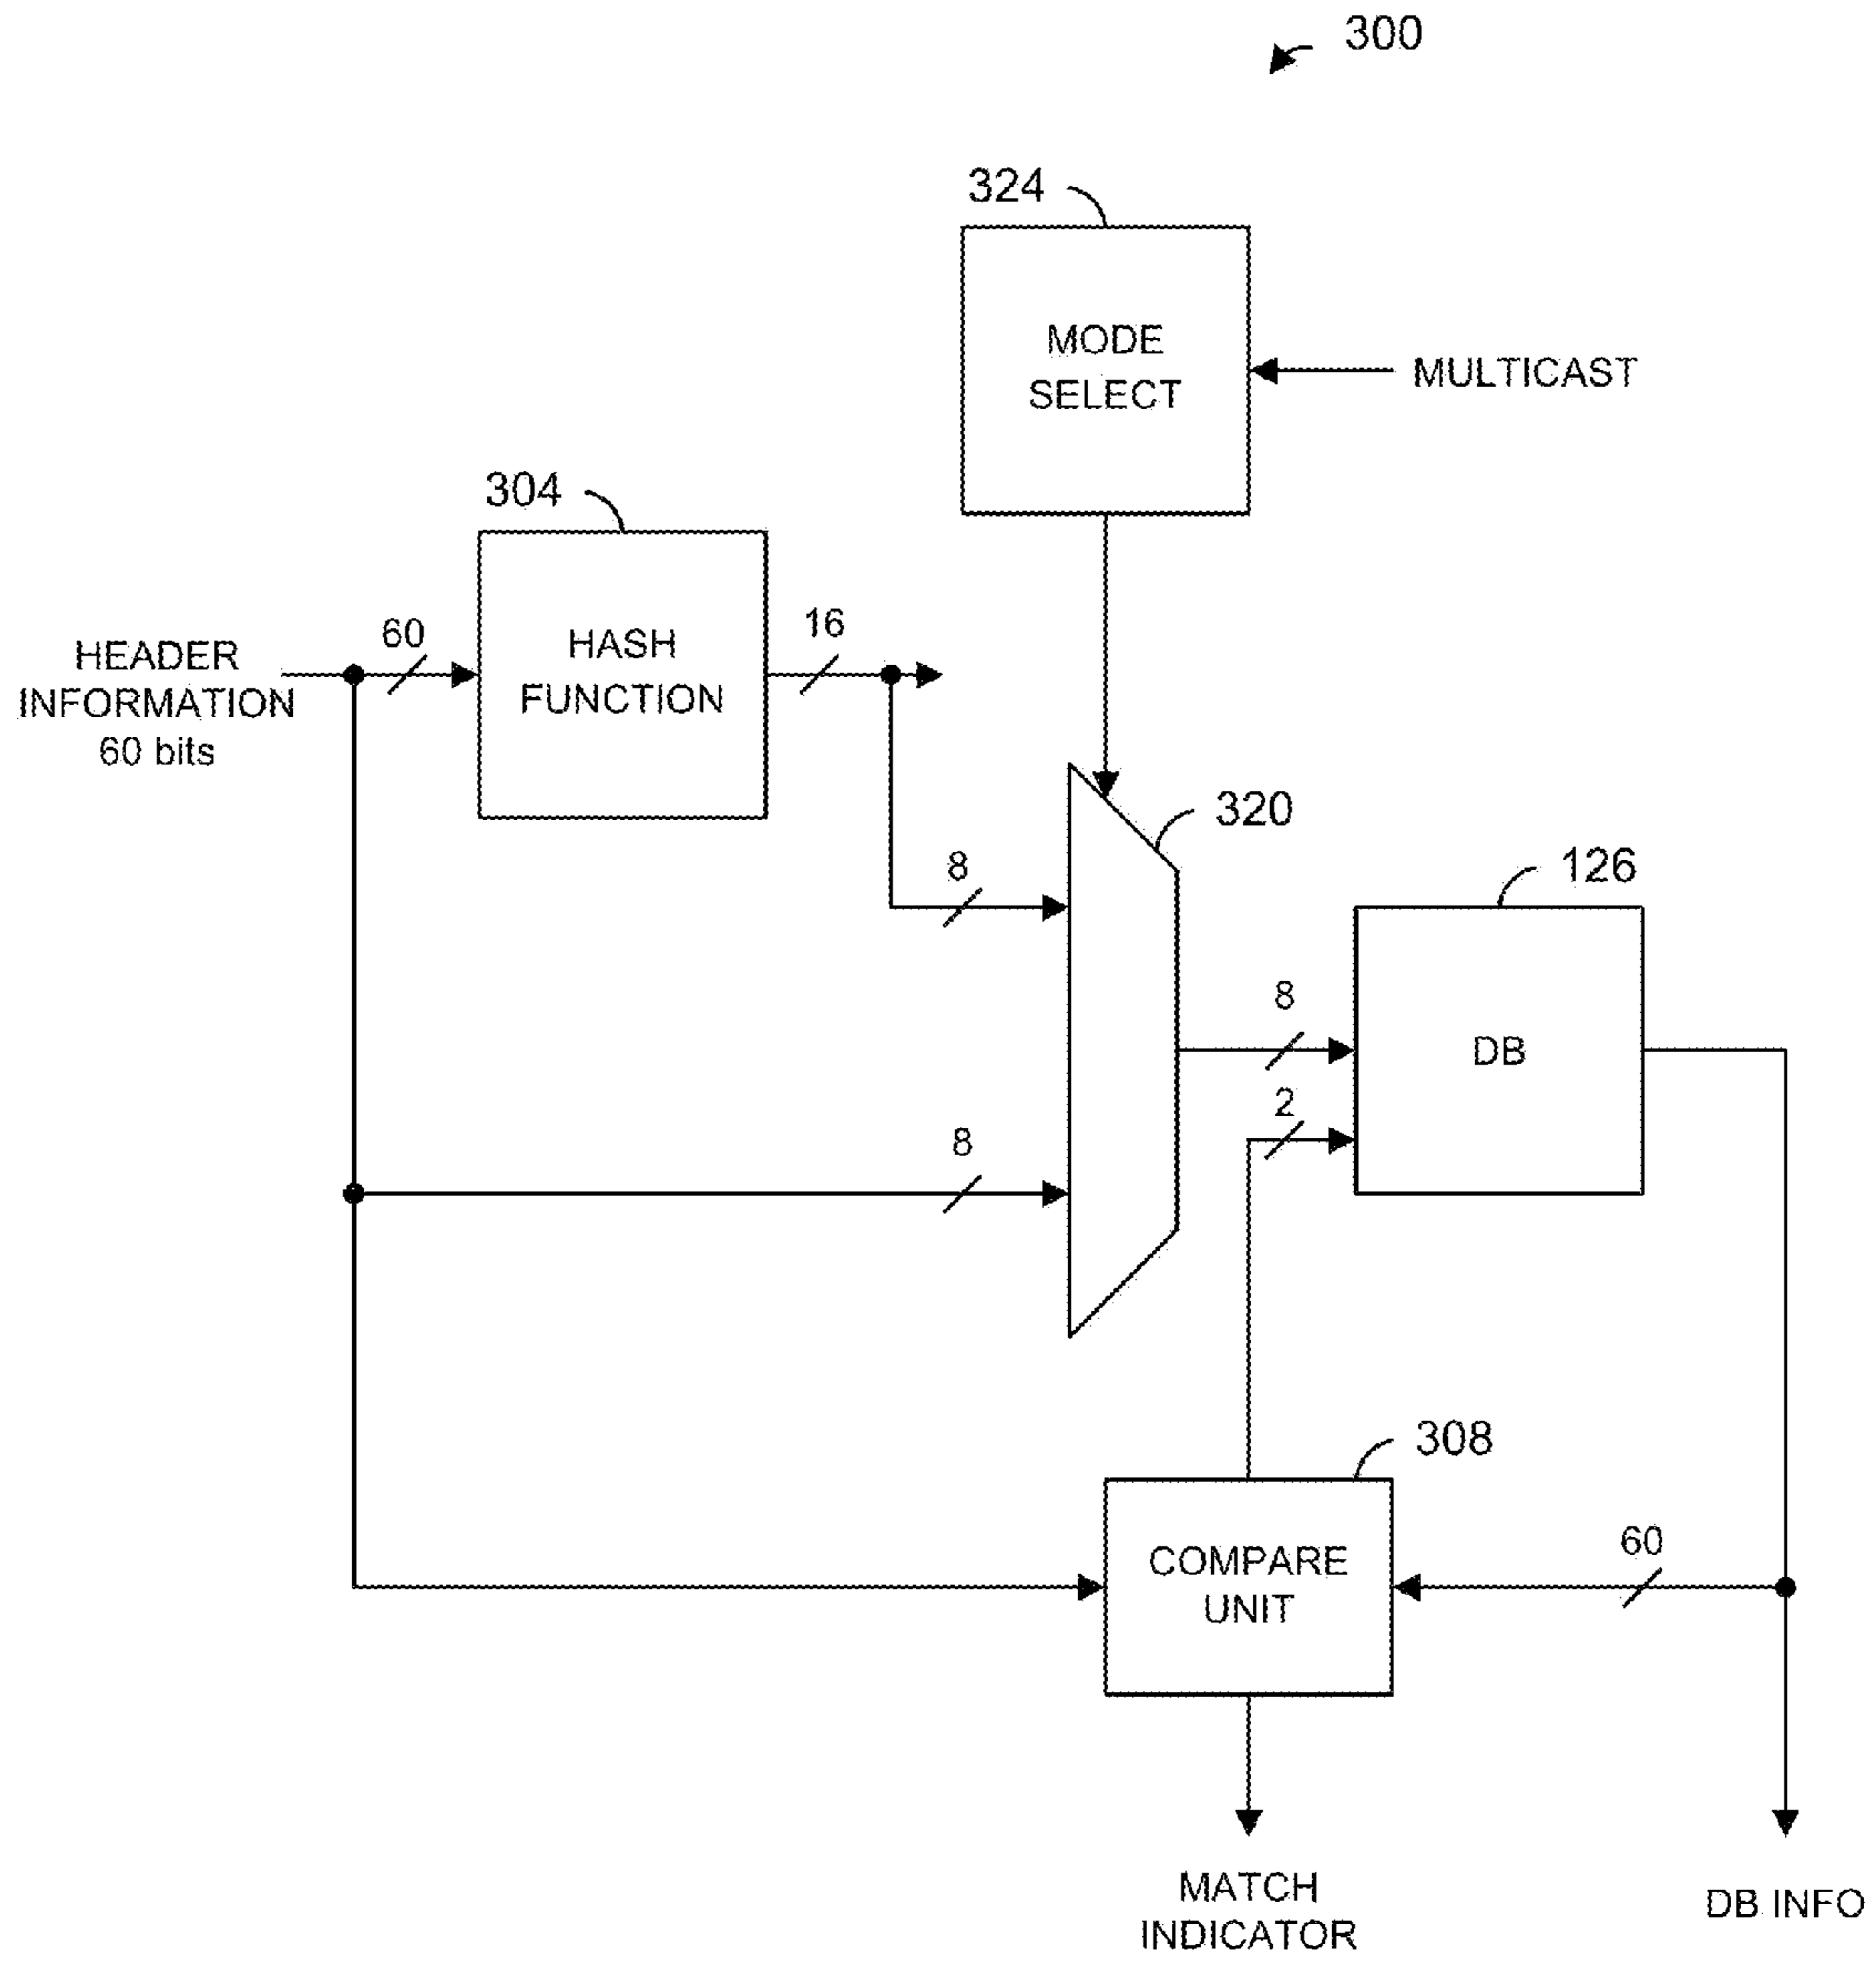 300
324
MODE
SELECT
MULTICAST
304
HASH
FUNCTION
60
16
HEADER
INFORMATION
60 bits
320
8
126
8
DB
2
8
308
COMPARE
UNIT
60
MATCH
INDICATOR
DB INFO